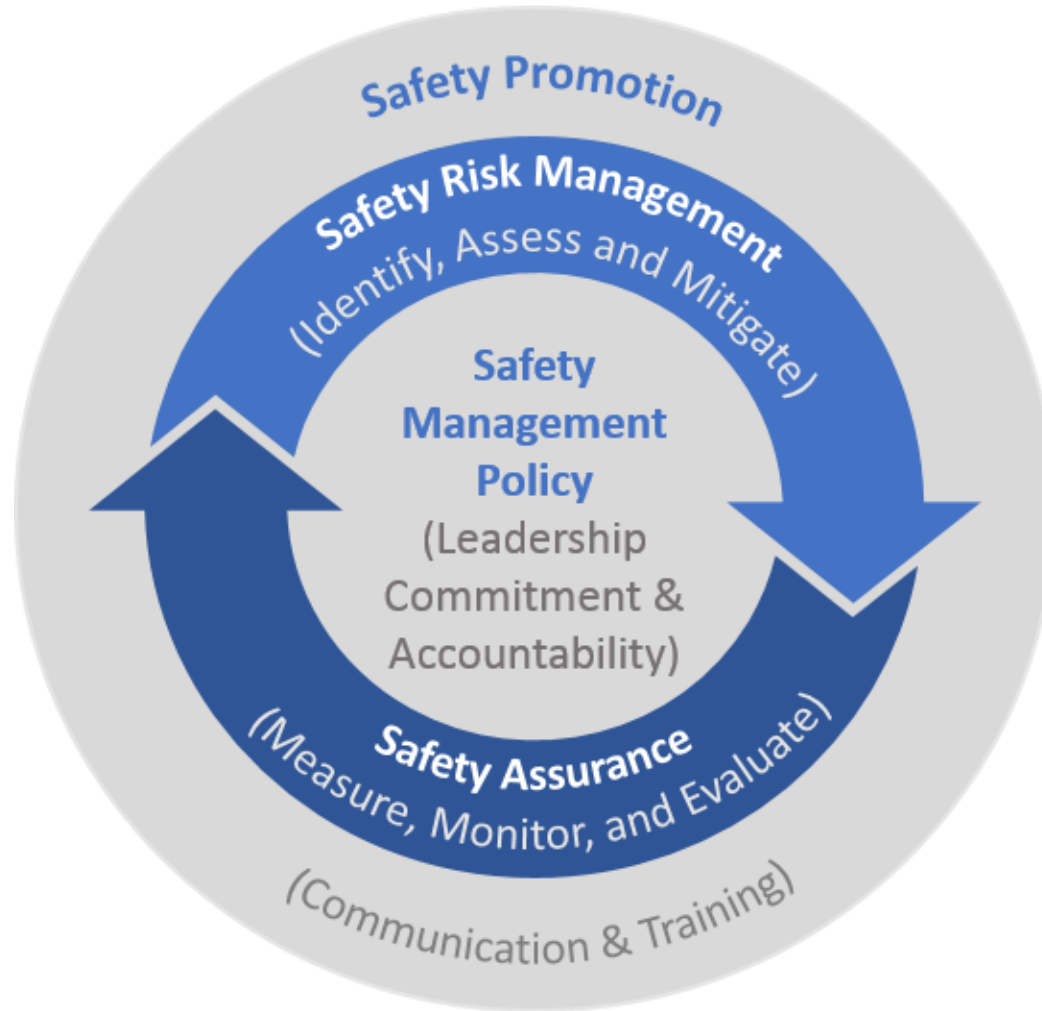 Safety Promotion
Safety Risk Management
(Identify, Assess and Mitigate)
Safety
Management
Policy
(Leadership
Commitment &
Accountability)
Safety Assurance
(Measure, Monitor, and Evaluate)
(Communication & Training)